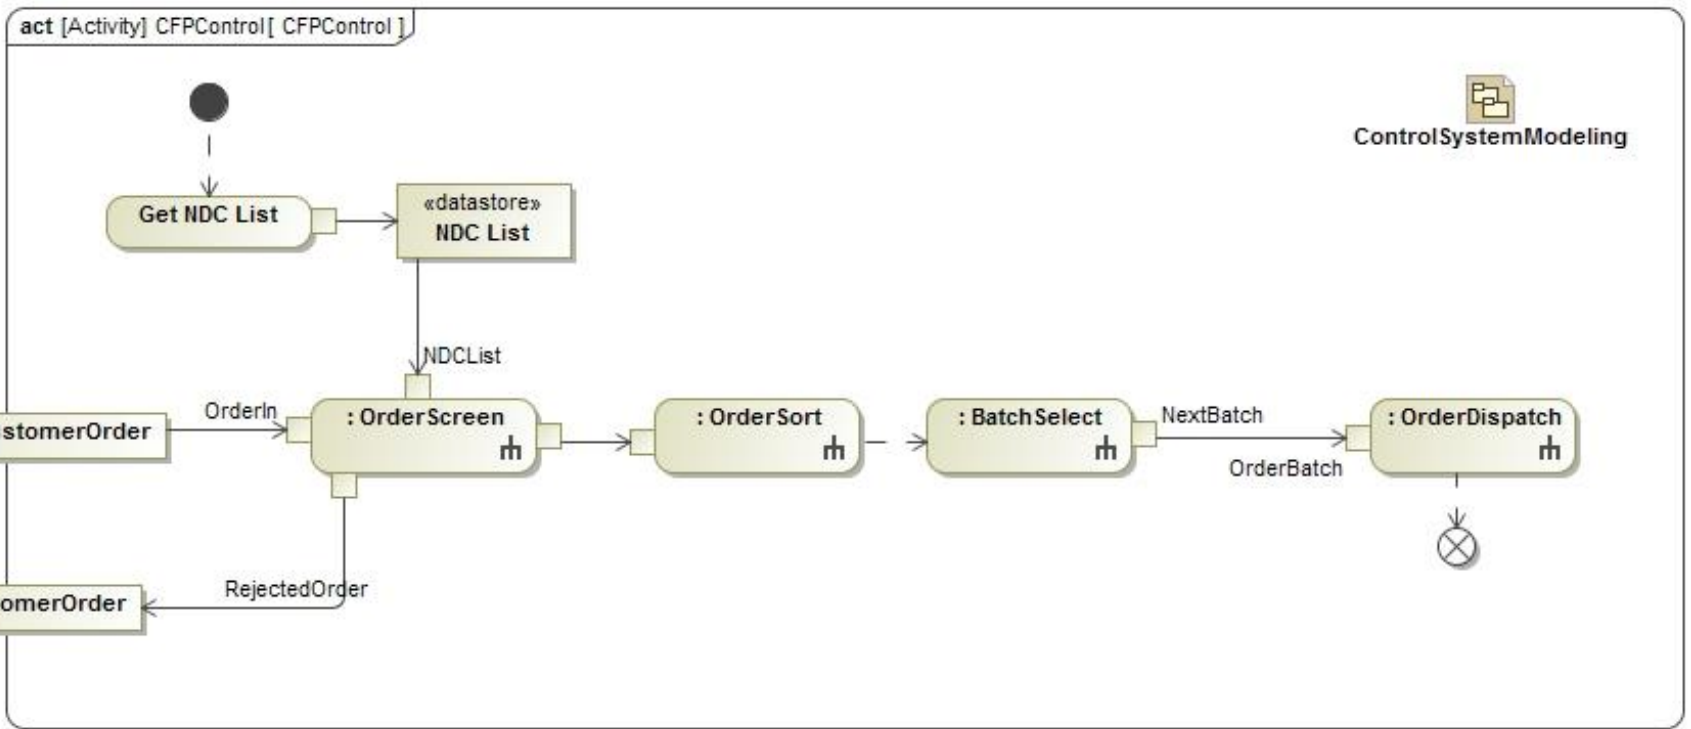 act [Activity] CFPControl[ CFPControl ]
ControlSystemModeling
Get NDC List
«datastore»
NDC List
NDCList
OrderIn
stomerOrder
: OrderScreen
: OrderSort
: BatchSelect
NextBatch
: OrderDispatch
OrderBatch
RejectedOrder
omerOrder